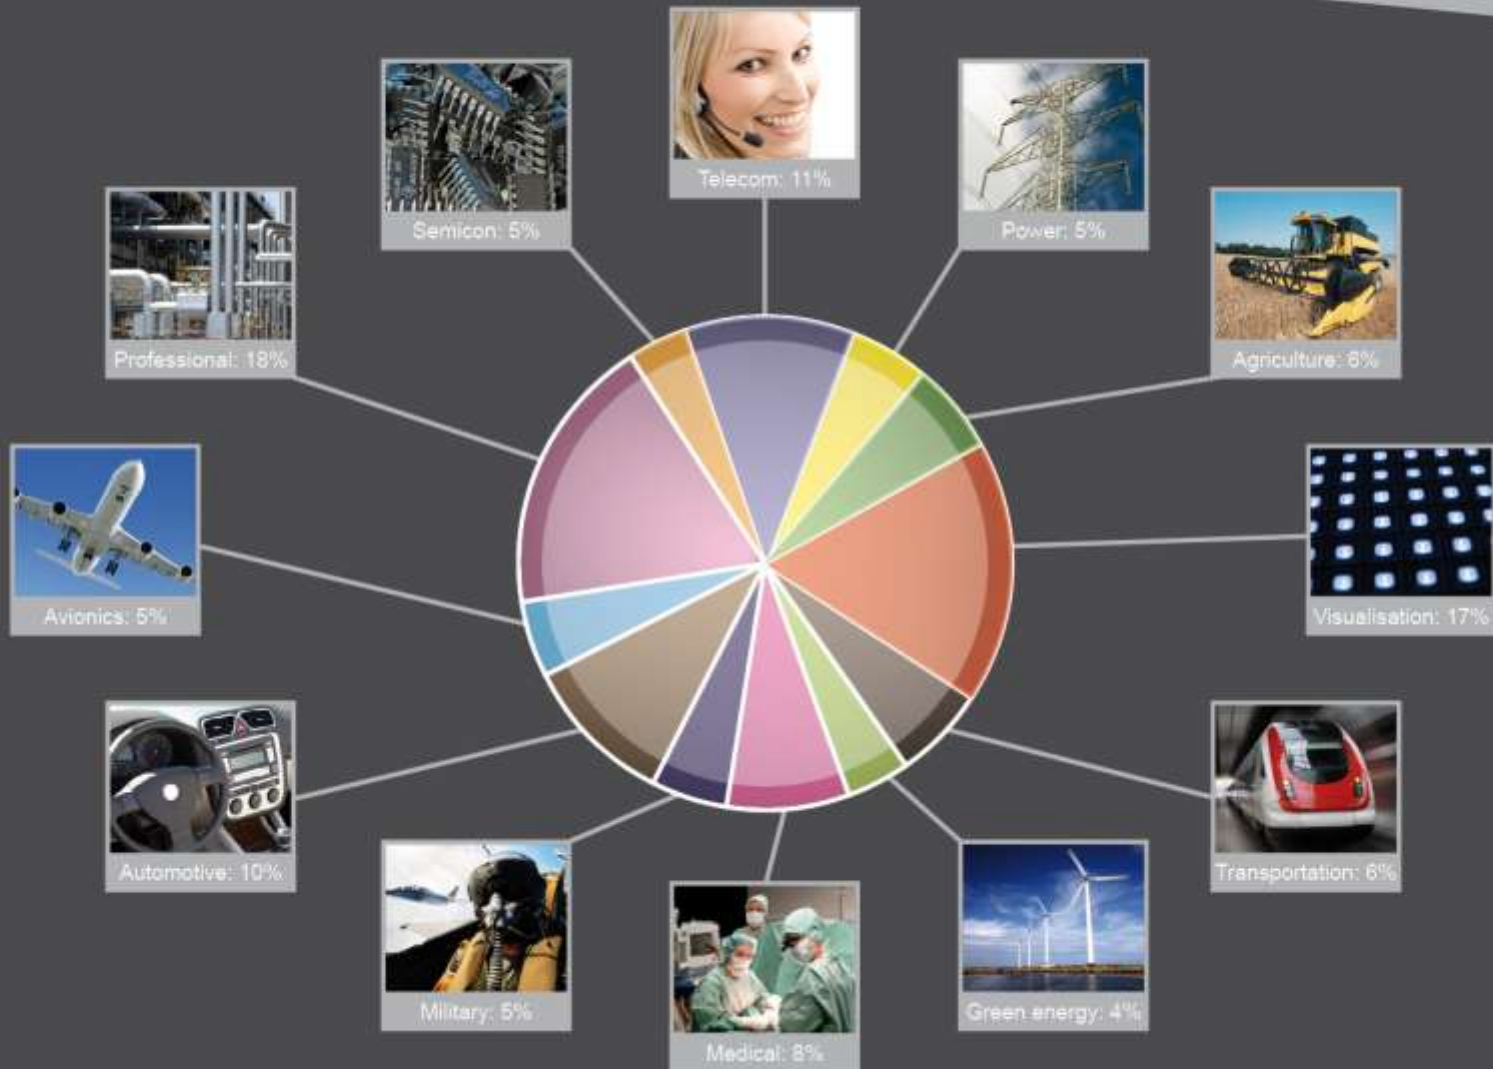 Telecom: 11%
Semicon: 5%
Power: 5%
Professional: 18%
Agriculture: 6%
Avionics: 5%
Visualisation: 17%
Automotive: 10%
Transportation: 6%
Military: 5%
Green energy: 4%
Medical: 8%